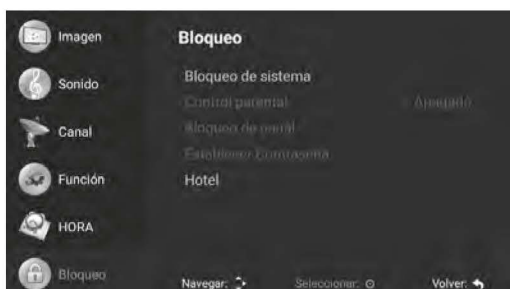 Imagen
Sonido
Canal
Función
HORA
Bloqueo
Bloqueo
Bloqueo de sistema
Control parental Apagado
Bloqueo de canal
Establecer Contraseña
Hotel
Navegar: Seleccionar: Volver: